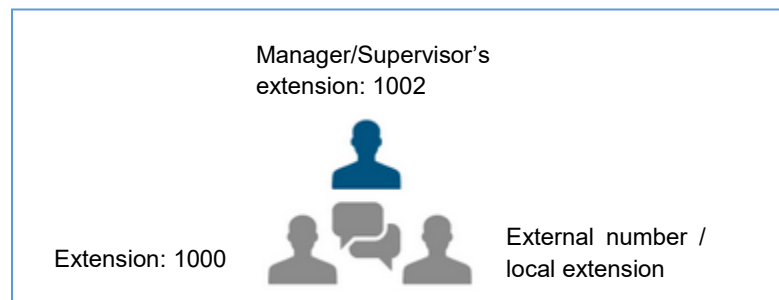 Manager/Supervisor’s
extension: 1002
Extension: 1000
External number /
local extension